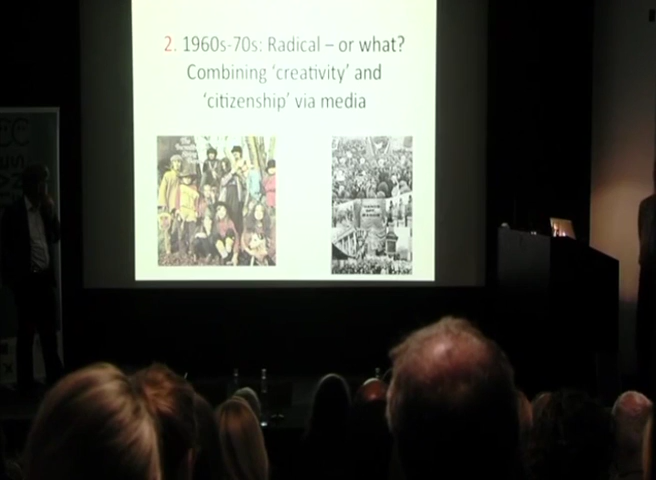 2. 1960s-70s: Radical – or what?
Combining ‘creativity’ and
‘citizenship’ via media